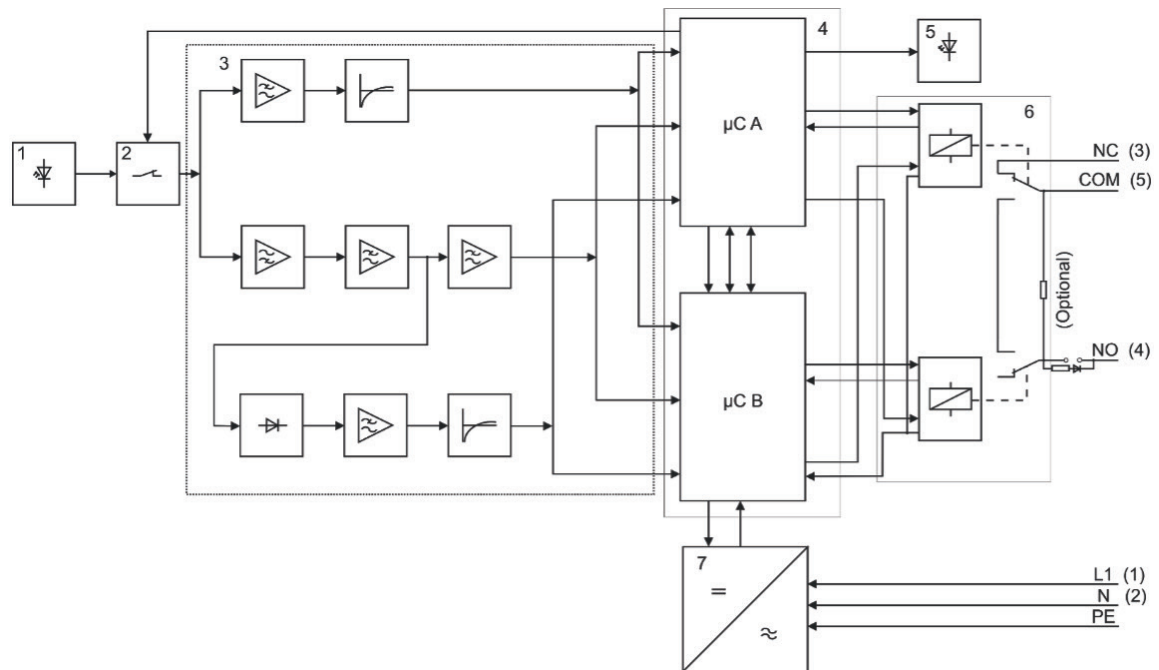 1
2
3
4
5
6
7
µC A
µC B
NC (3)
COM (5)
(Optional)
NO (4)
L1 (1)
N (2)
PE
=
≈